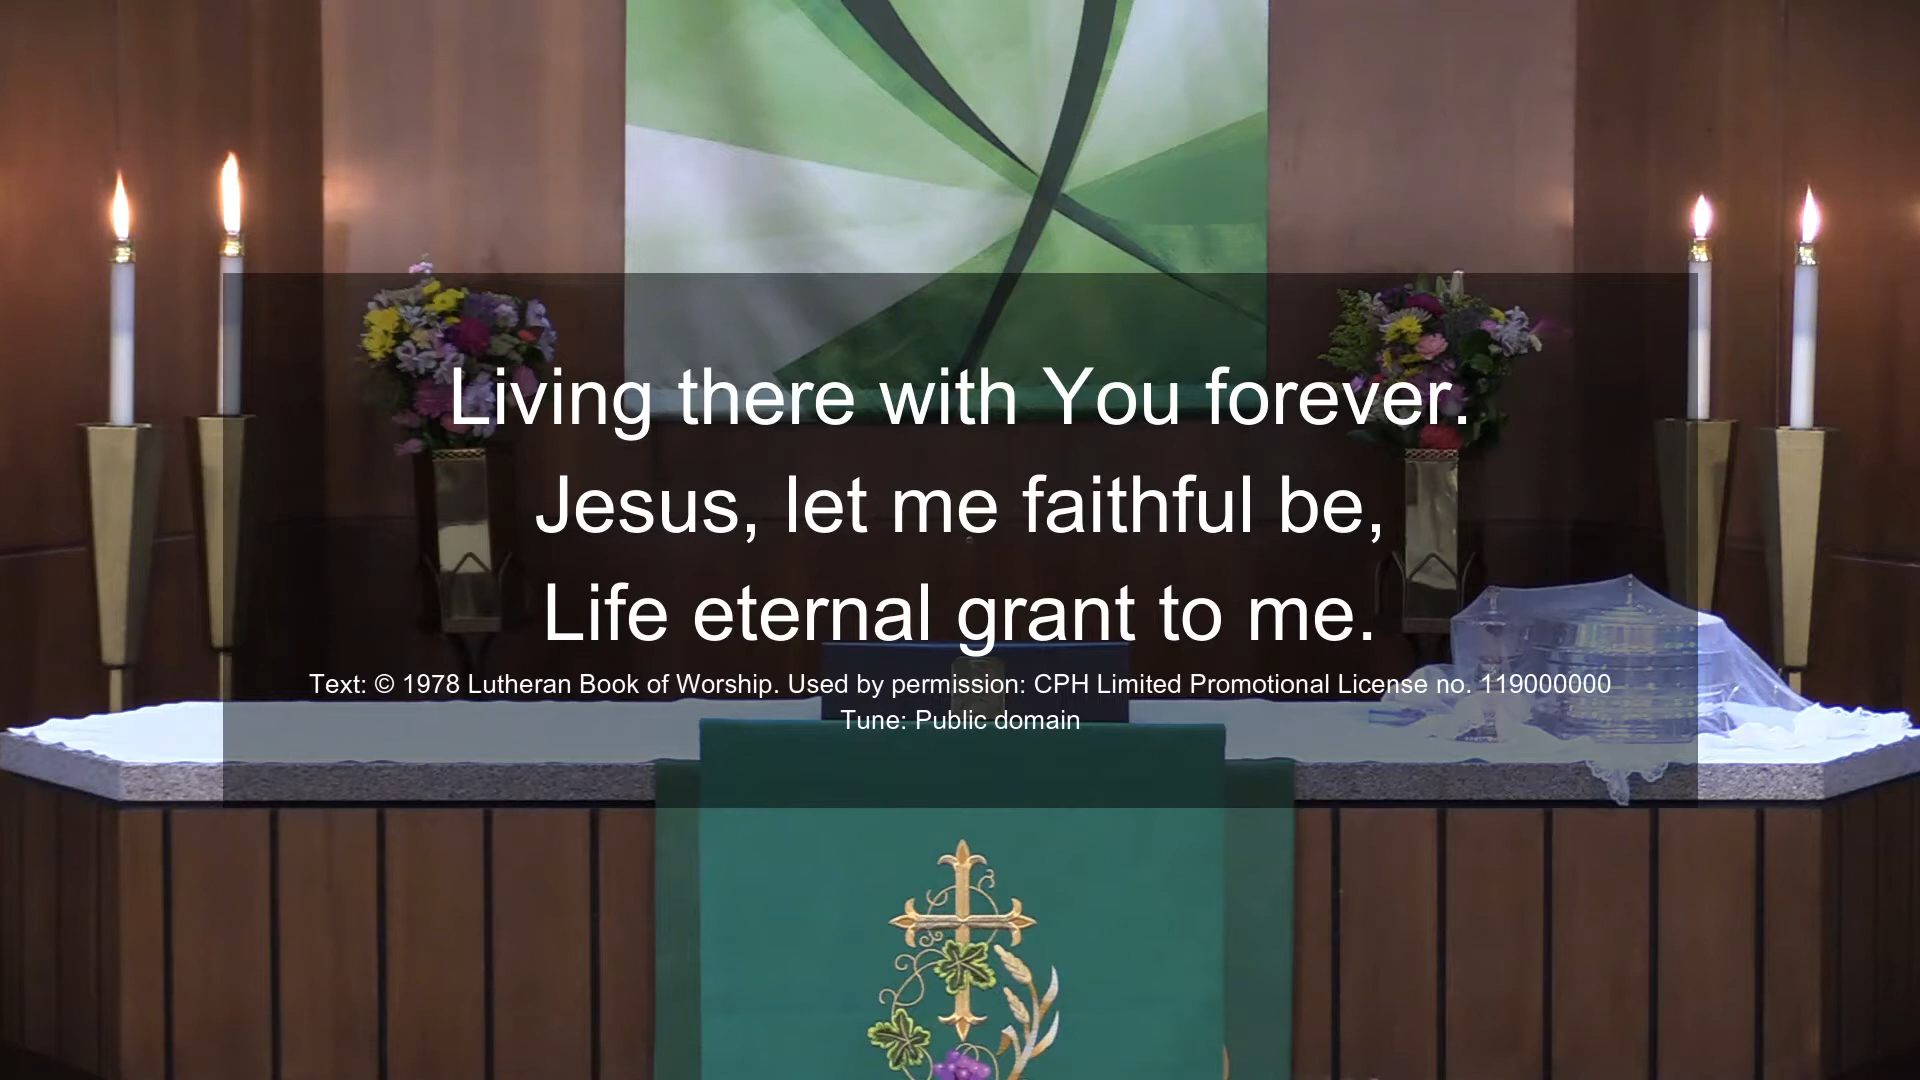 Living there with You forever.
Jesus, let me faithful be,
Life eternal grant to me.
Text: © 1978 Lutheran Book of Worship. Used by permission: CPH Limited Promotional License no. 119000000
Tune: Public domain